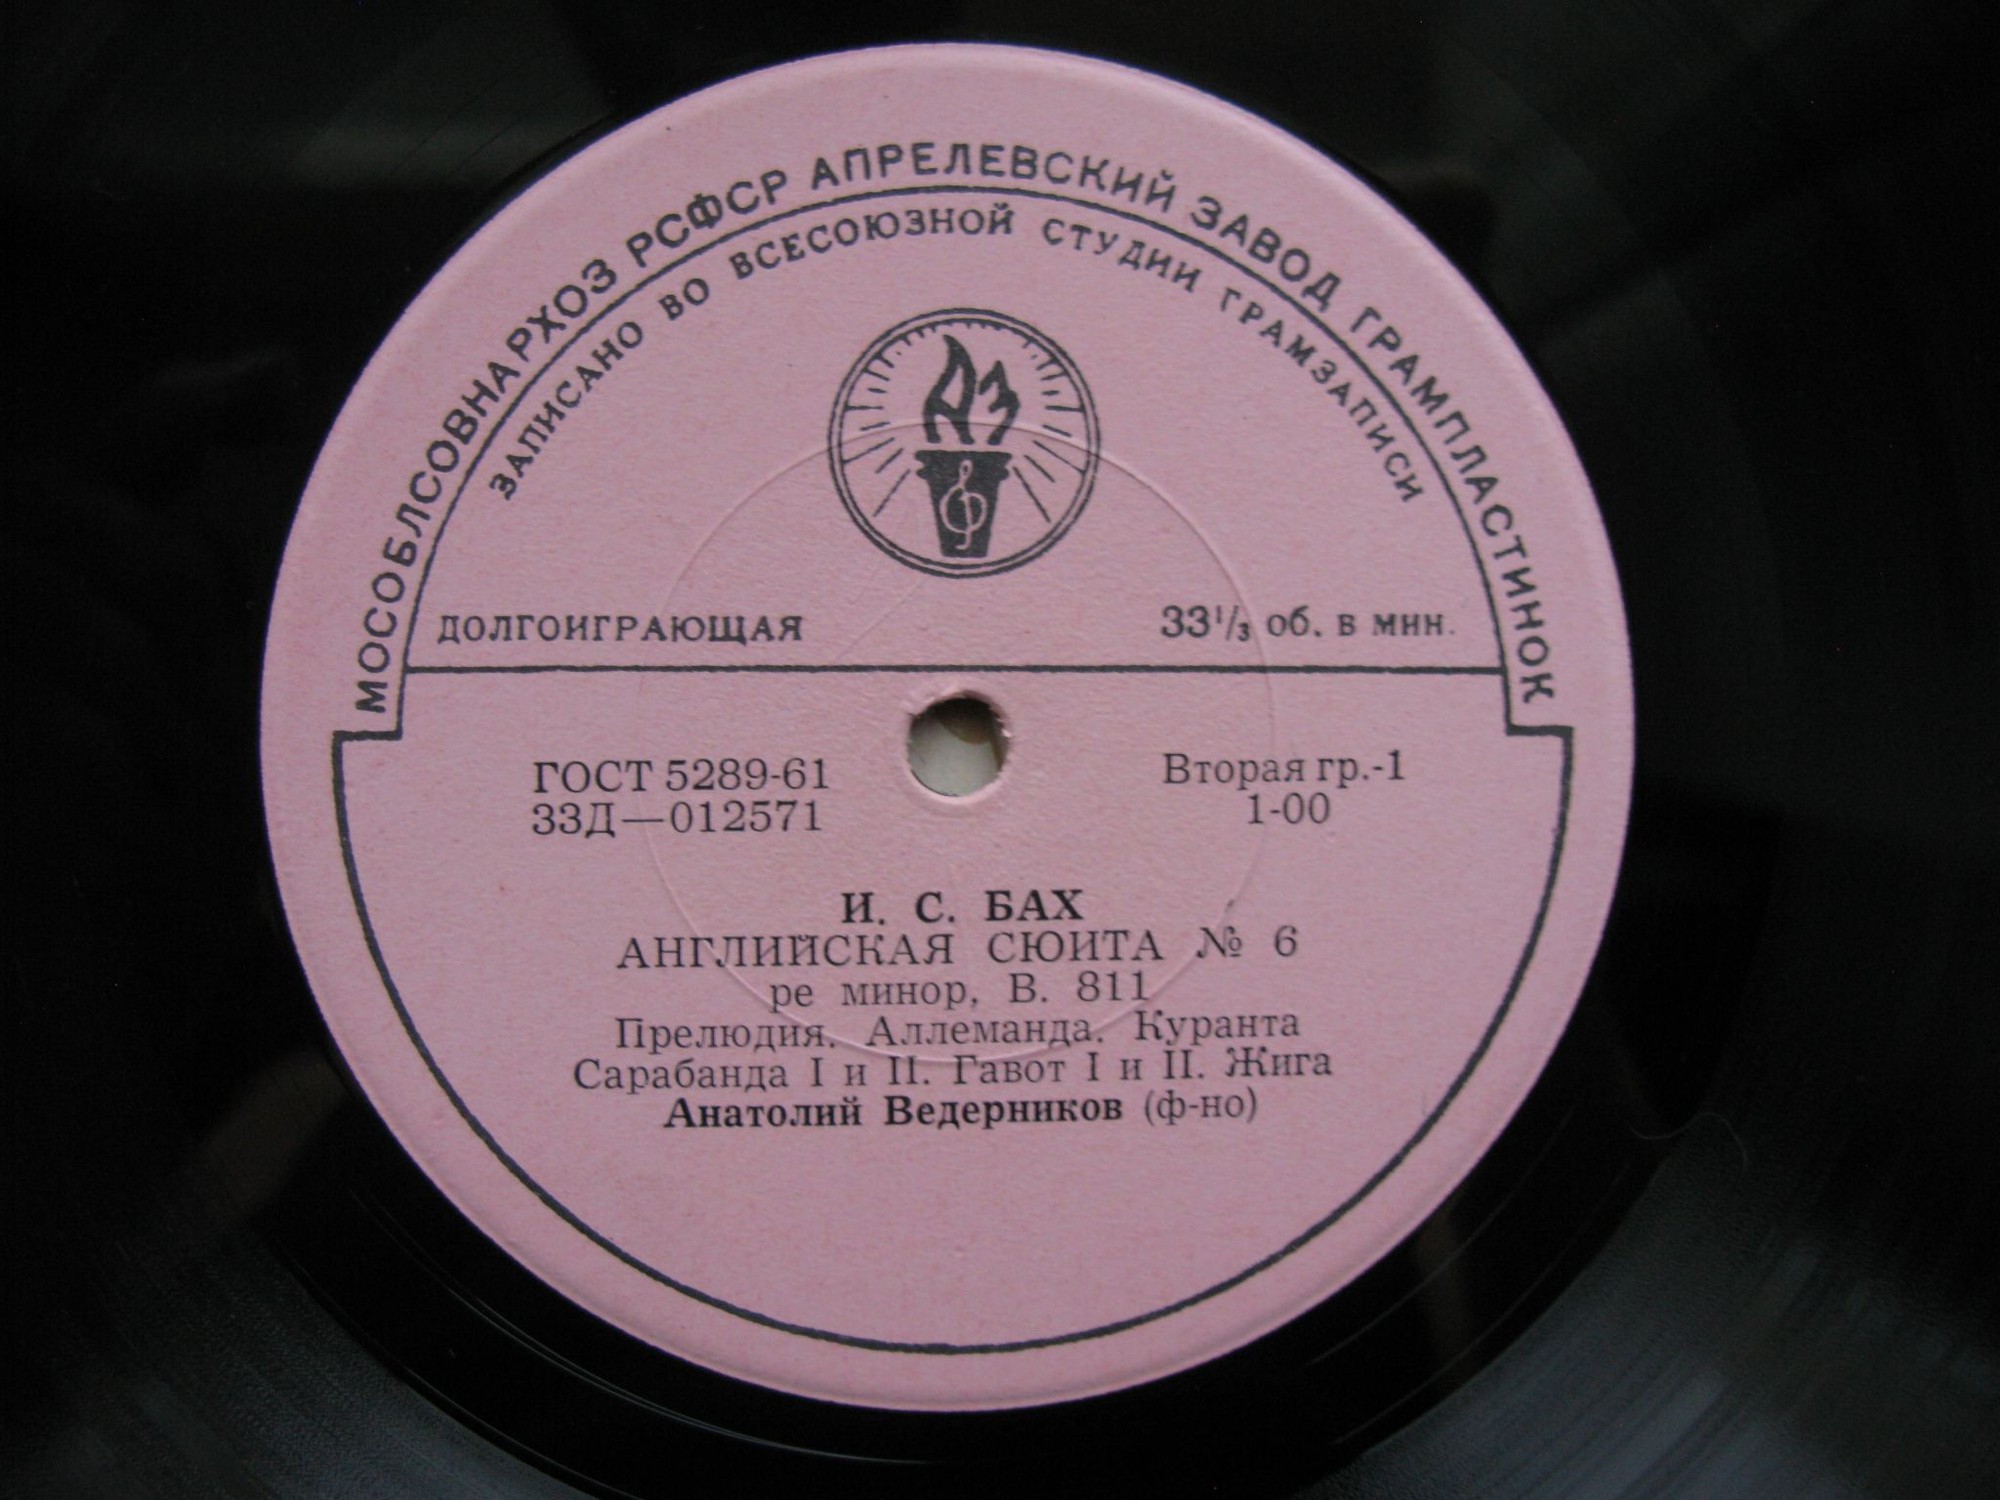 МОСОБЛСОВНАРХОЗ РСФСР АПРЕЛЕВСКИЙ ЗАВОД ГРАМПЛАСТИНОК
ЗАПИСАНО ВО ВСЕСОЮЗНОЙ СТУДИИ ГРАМЗАПИСИ
АЗ
ДОЛГОИГРАЮЩАЯ 33⅓ об. в мин.
ГОСТ 5289-61 Вторая гр.-1
33Д—012571 1-00
И. С. БАХ
АНГЛИЙСКАЯ СЮИТА № 6
ре минор, В. 811
Прелюдия. Аллеманда. Куранта
Сарабанда I и II. Гавот I и II. Жига
Анатолий Ведерников (ф-но)